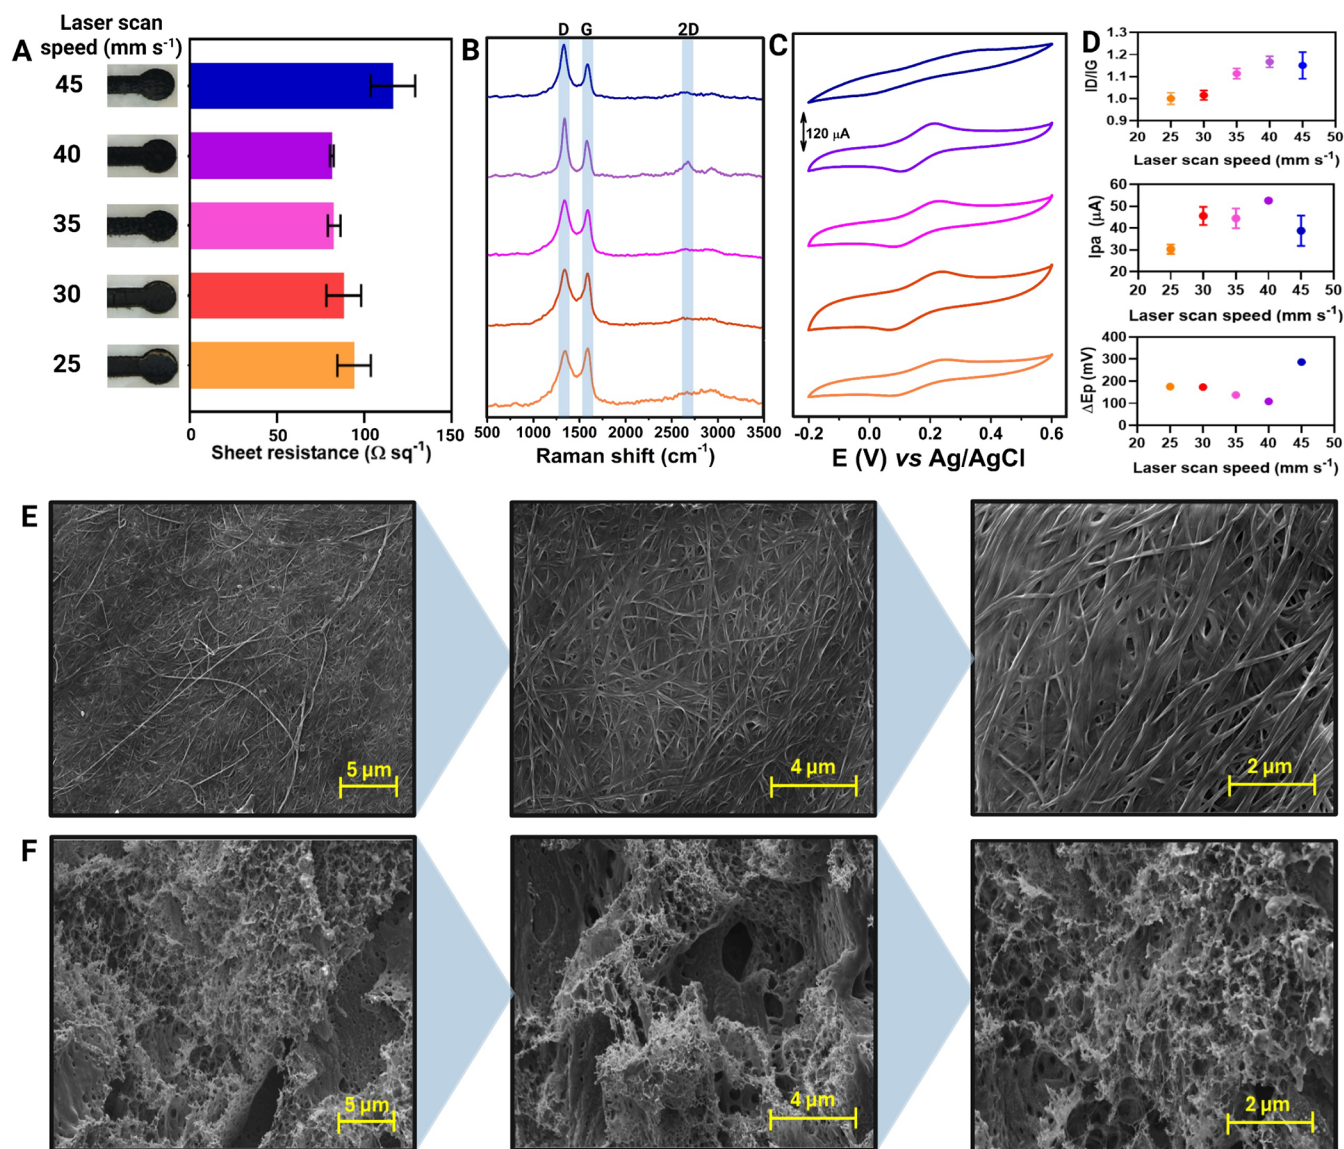 A
Laser scan
speed (mm s⁻¹)
45
40
35
30
25
0 50 100 150
Sheet resistance (Ω sq⁻¹)
B
D G 2D
500 1000 1500 2000 2500 3000 3500
Raman shift (cm⁻¹)
C
120 μA
-0.2 0.0 0.2 0.4 0.6
E (V) vs Ag/AgCl
D
ID/IG
1.3
1.2
1.1
1.0
0.9
20 25 30 35 40 45 50
Laser scan speed (mm s⁻¹)
Ipa (μA)
60
50
40
30
20
20 25 30 35 40 45 50
Laser scan speed (mm s⁻¹)
ΔEp (mV)
400
300
200
100
0
20 25 30 35 40 45 50
Laser scan speed (mm s⁻¹)
E
5 μm
4 μm
2 μm
F
5 μm
4 μm
2 μm